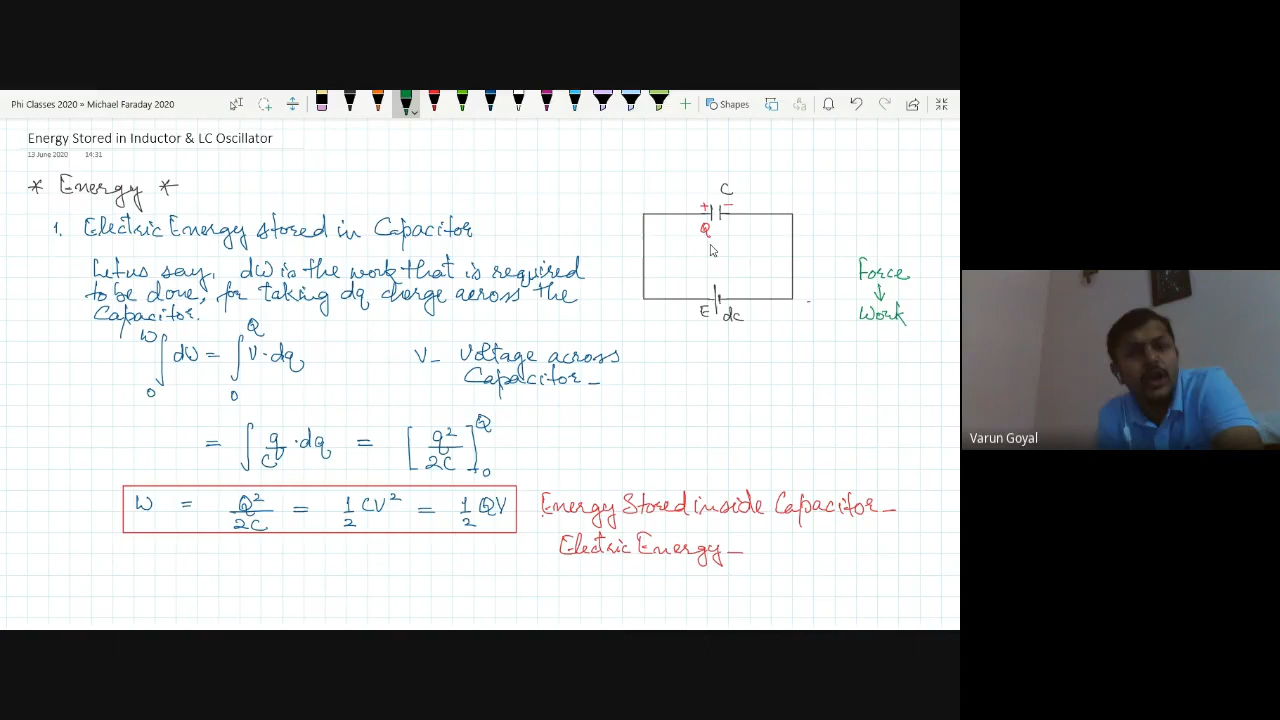 Phi Classes 2020 » Michael Faraday 2020
Shapes
Energy Stored in Inductor & LC Oscillator
13 June 2020 14:31
* Energy *
1. Electric Energy stored in Capacitor
Let us say, dW is the work that is required
to be done, for taking dq charge across the
Capacitor.
∫₀ᵂ dW = ∫₀^Q V·dq
V - Voltage across
Capacitor -
= ∫ q/C · dq = [q²/2C]₀^Q
W = Q²/2C = 1/2 CV² = 1/2 QV
Energy Stored inside Capacitor -
Electric Energy -
C
+ -
Q
E dC
Force
↓
Work
Varun Goyal